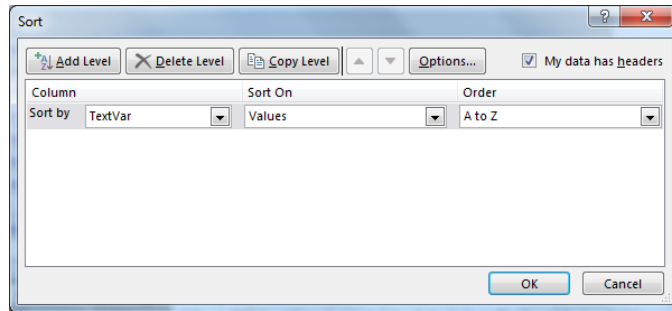 Sort
Add Level Delete Level Copy Level Options... My data has headers
Column Sort On Order
Sort by TextVar Values A to Z
OK Cancel